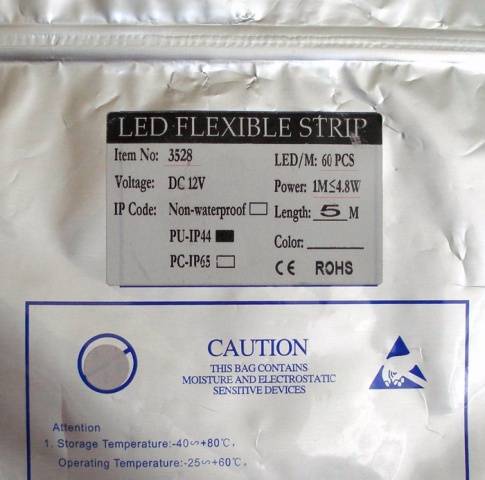 LED FLEXIBLE STRIP
Item No: 3528 LED/M: 60 PCS
Voltage: DC 12V Power: 1M≤4.8W
IP Code: Non-waterproof Length: 5 M
PU-IP44 Color:
PC-IP65 CE ROHS
CAUTION
THIS BAG CONTAINS
MOISTURE AND ELECTROSTATIC
SENSITIVE DEVICES
Attention
1. Storage Temperature:-40∽+80℃,
Operating Temperature:-25∽+60℃,